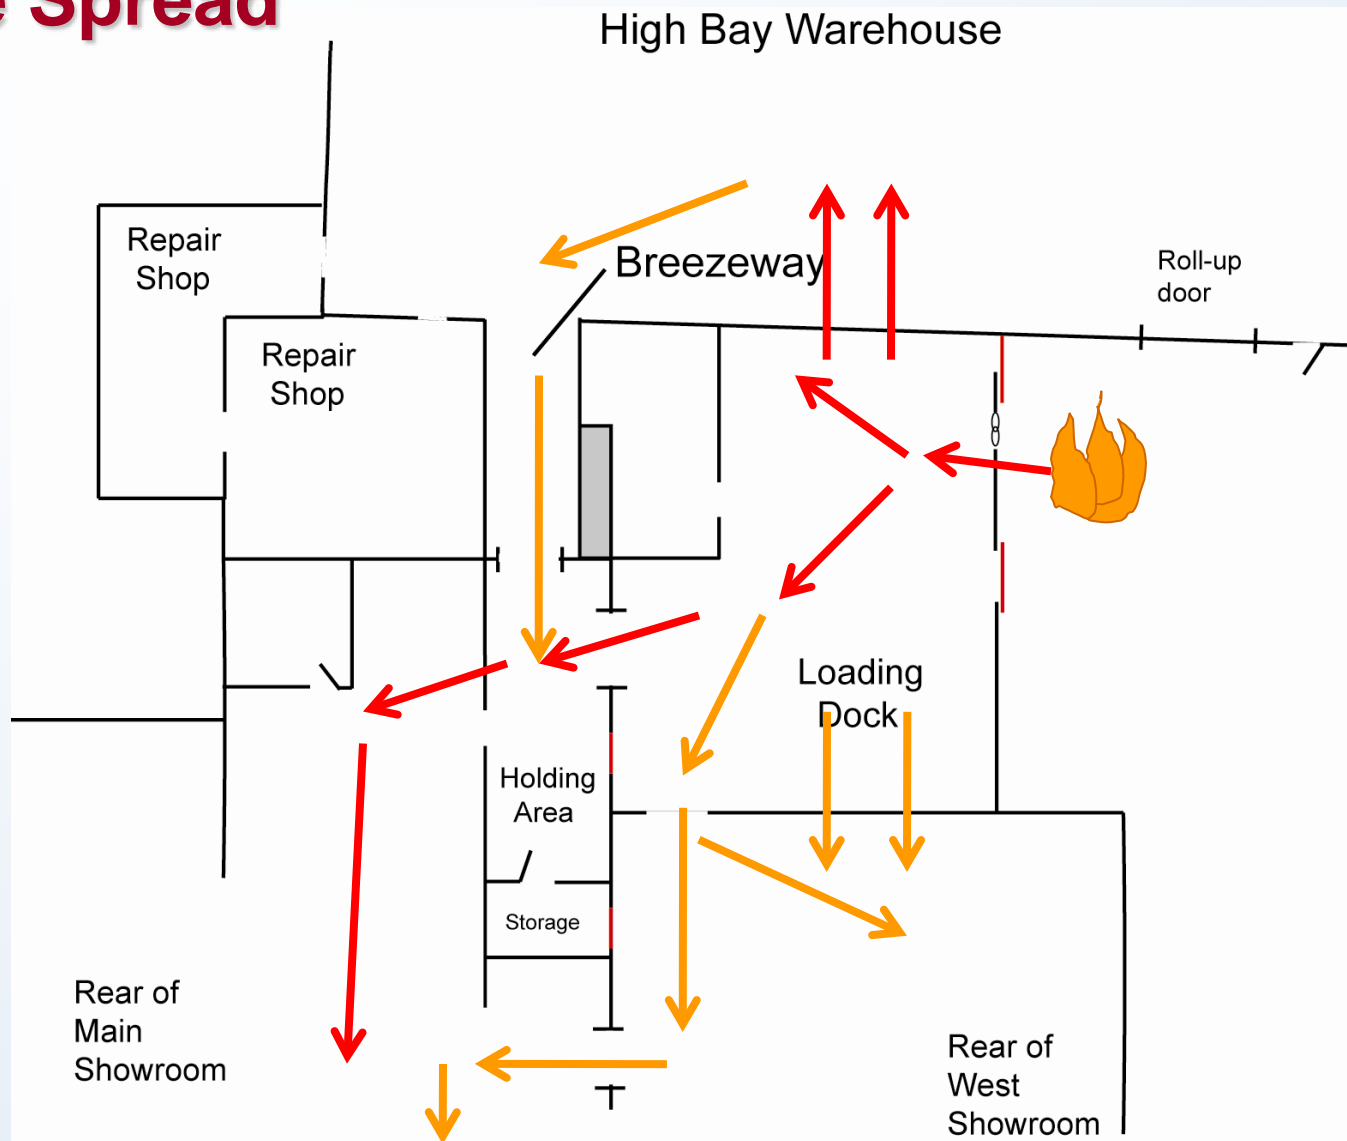 Spread
High Bay Warehouse
Repair
Shop
Breezeway
Roll-up
door
Repair
Shop
Loading
Dock
Holding
Area
Storage
Rear of
Main
Showroom
Rear of
West
Showroom